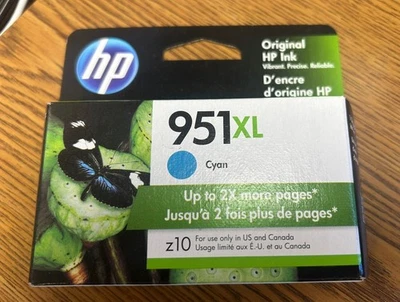 hp
Original
HP Ink
Vibrant. Precise. Reliable.
D'encre
d'origine HP
951XL
Cyan
Up to 2X more pages*
Jusqu'à 2 fois plus de pages*
z10 For use only in US and Canada
Usage limité aux É.-U. et au Canada